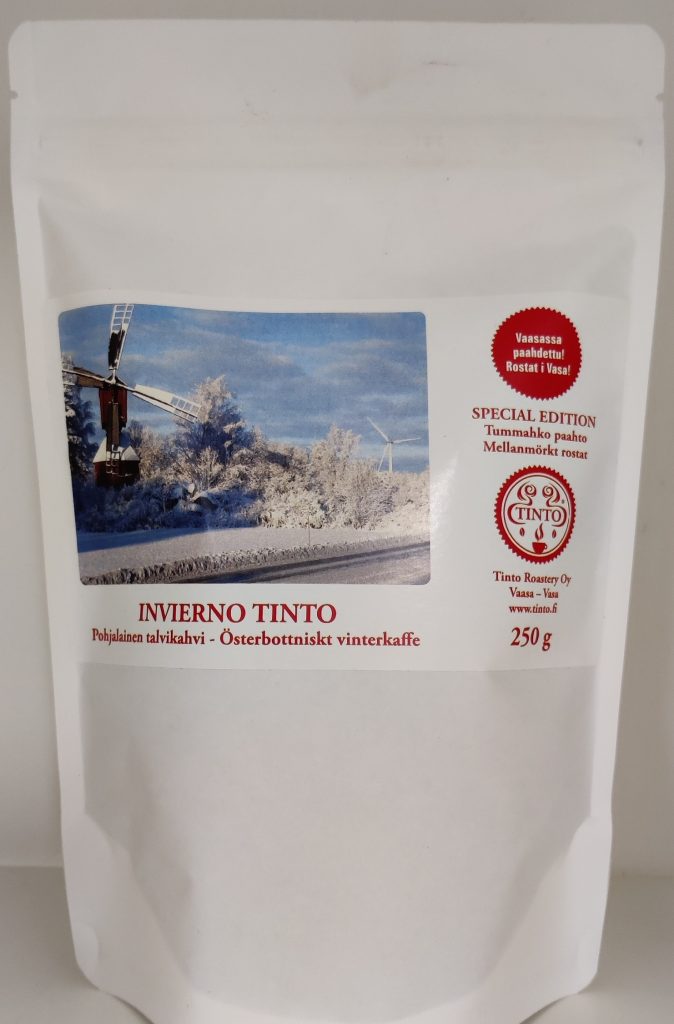 Vaasassa
paahdettu!
Rostat i Vasa!
SPECIAL EDITION
Tummahko paahto
Mellanmörkt rostat
TINTO
Tinto Roastery Oy
Vaasa – Vasa
www.tinto.fi
250 g
INVIERNO TINTO
Pohjalainen talvikahvi - Österbottniskt vinterkaffe